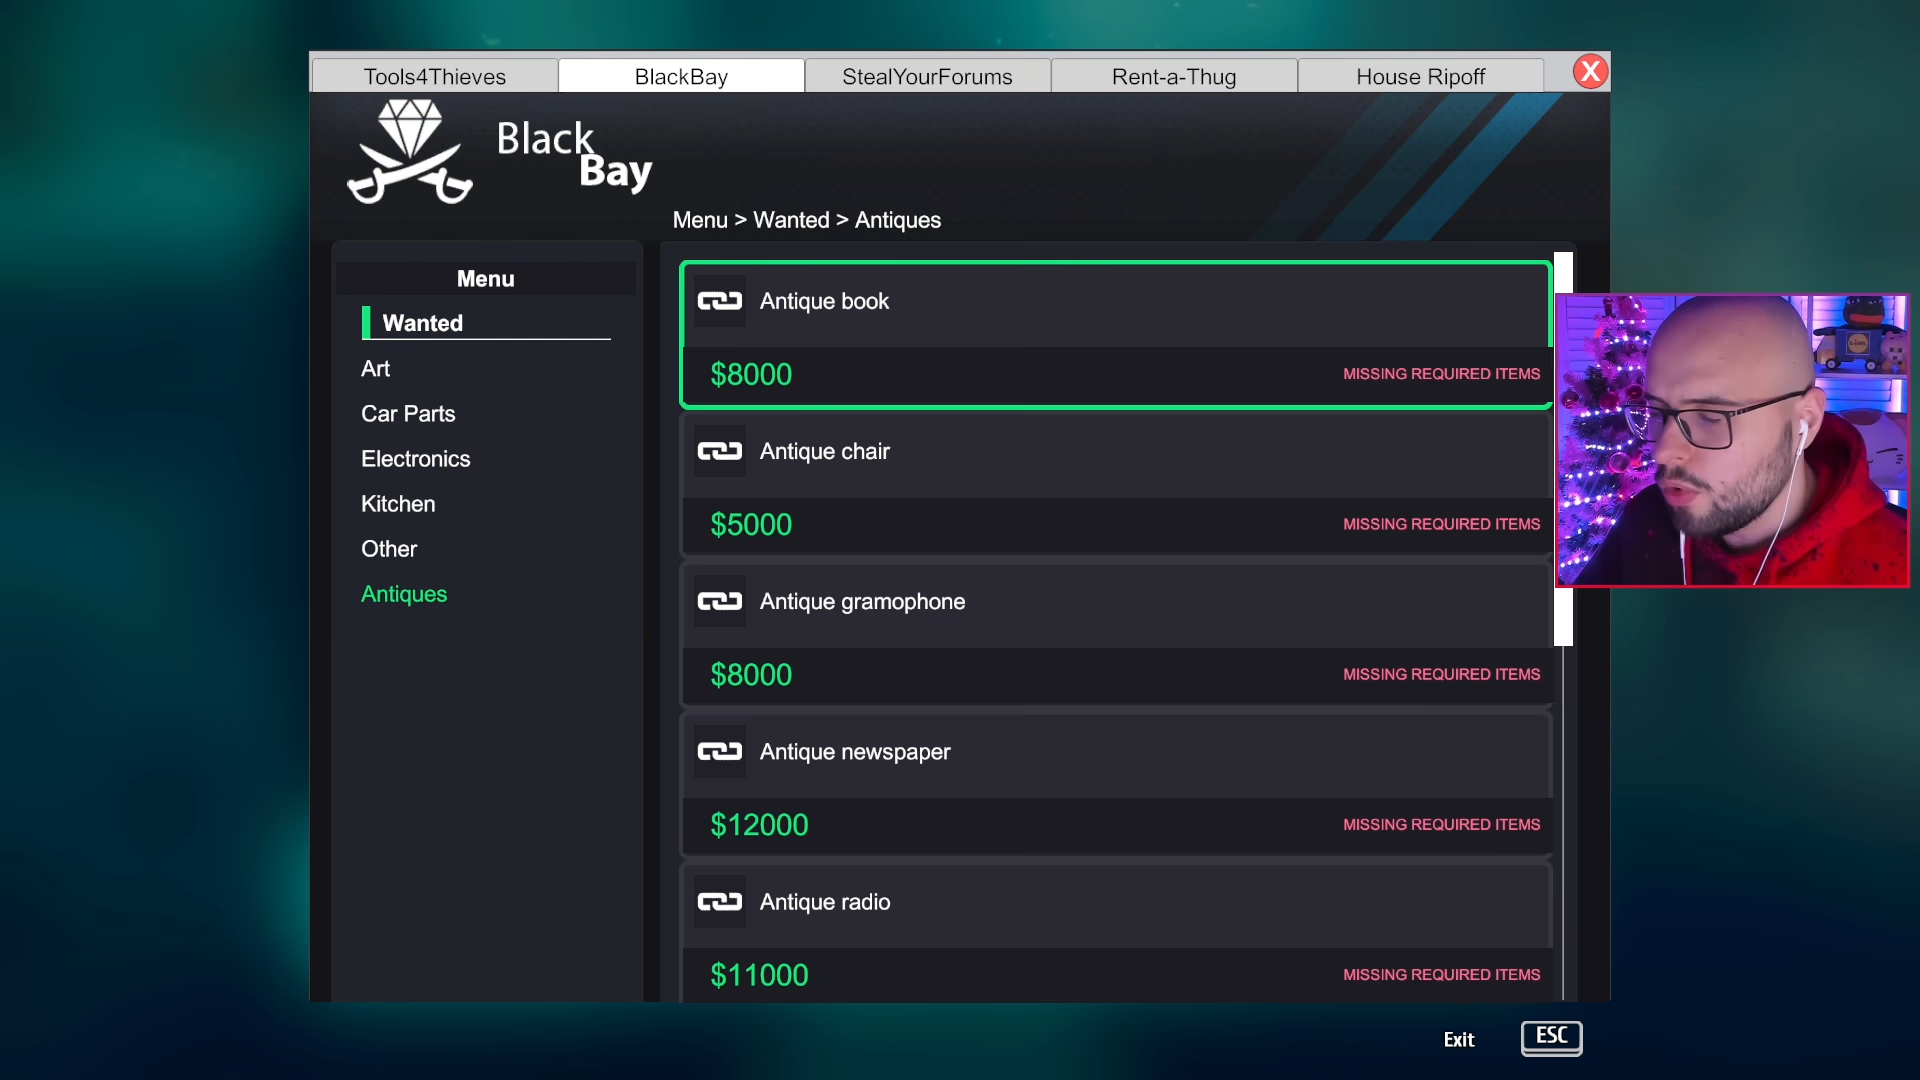 Tools4Thieves
BlackBay
StealYourForums
Rent-a-Thug
House Ripoff
X
Black
Bay
Menu > Wanted > Antiques
Menu
Wanted
Art
Car Parts
Electronics
Kitchen
Other
Antiques
Antique book
$8000
MISSING REQUIRED ITEMS
Antique chair
$5000
MISSING REQUIRED ITEMS
Antique gramophone
$8000
MISSING REQUIRED ITEMS
Antique newspaper
$12000
MISSING REQUIRED ITEMS
Antique radio
$11000
MISSING REQUIRED ITEMS
LIDL
Exit
ESC